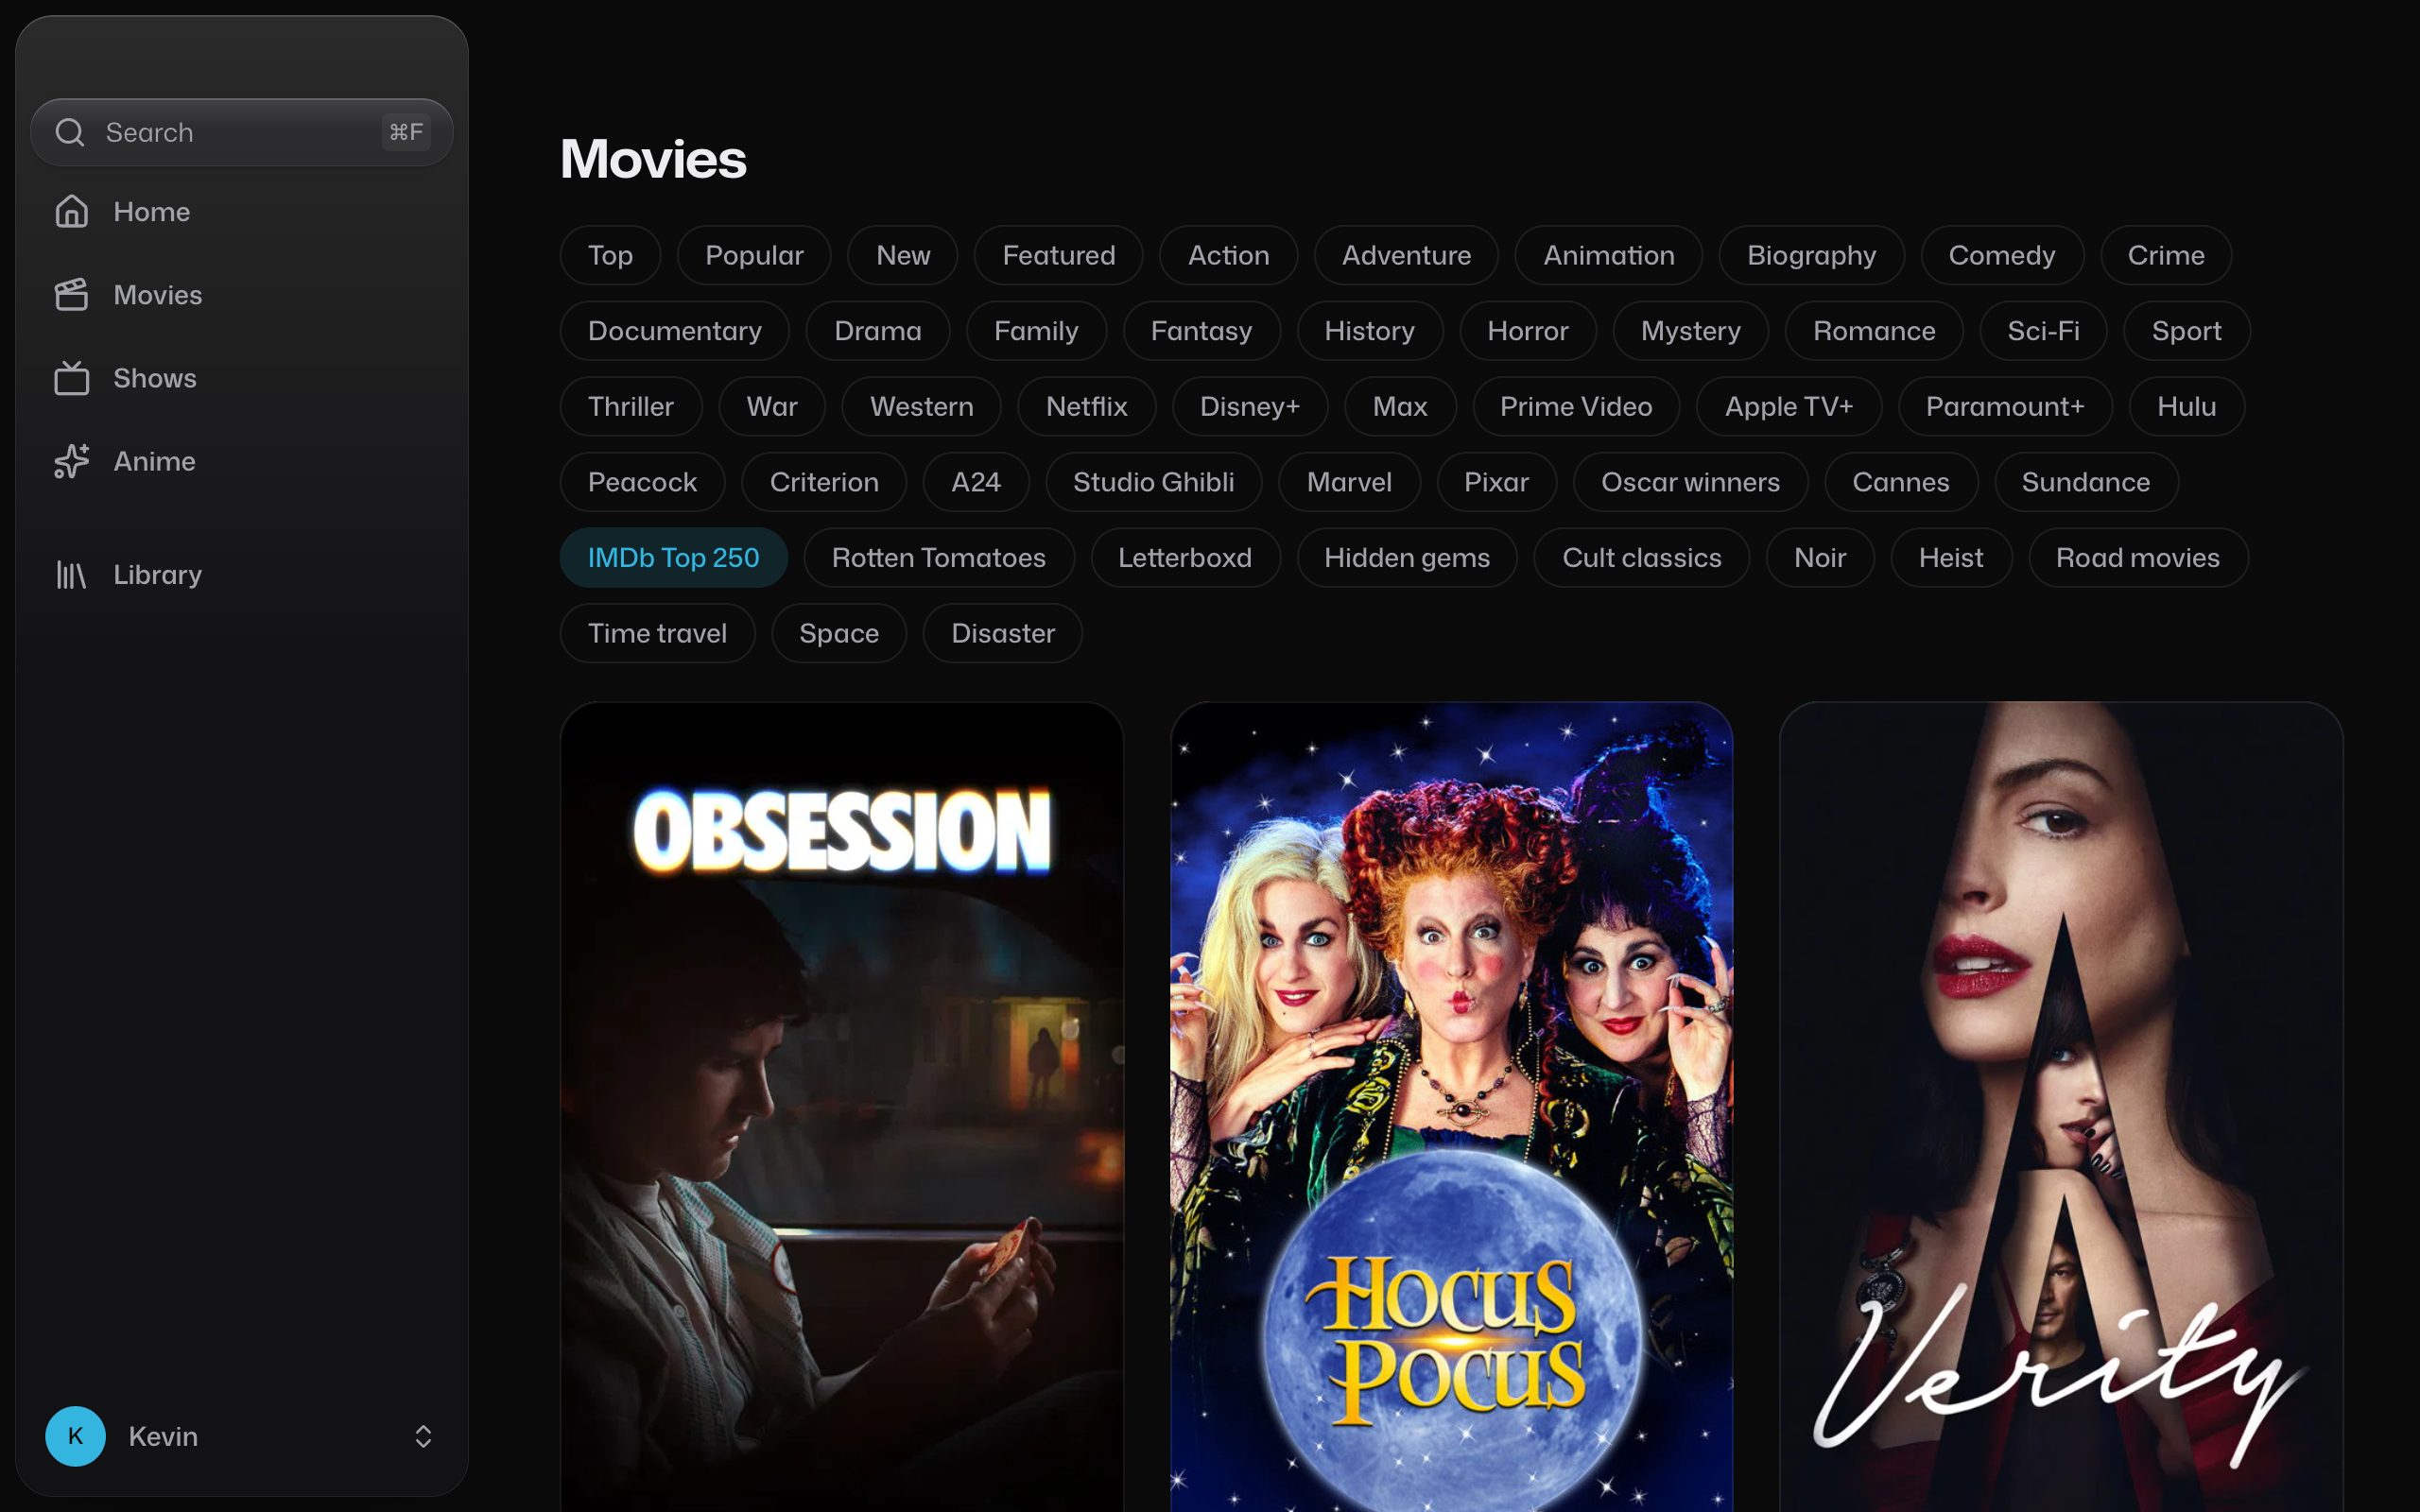 Search ⌘F
Home
Movies
Shows
Anime
Library
K Kevin
Movies
Top Popular New Featured Action Adventure Animation Biography Comedy Crime
Documentary Drama Family Fantasy History Horror Mystery Romance Sci-Fi Sport
Thriller War Western Netflix Disney+ Max Prime Video Apple TV+ Paramount+ Hulu
Peacock Criterion A24 Studio Ghibli Marvel Pixar Oscar winners Cannes Sundance
IMDb Top 250 Rotten Tomatoes Letterboxd Hidden gems Cult classics Noir Heist Road movies
Time travel Space Disaster
OBSESSION
HOCUS
POCUS
Verity